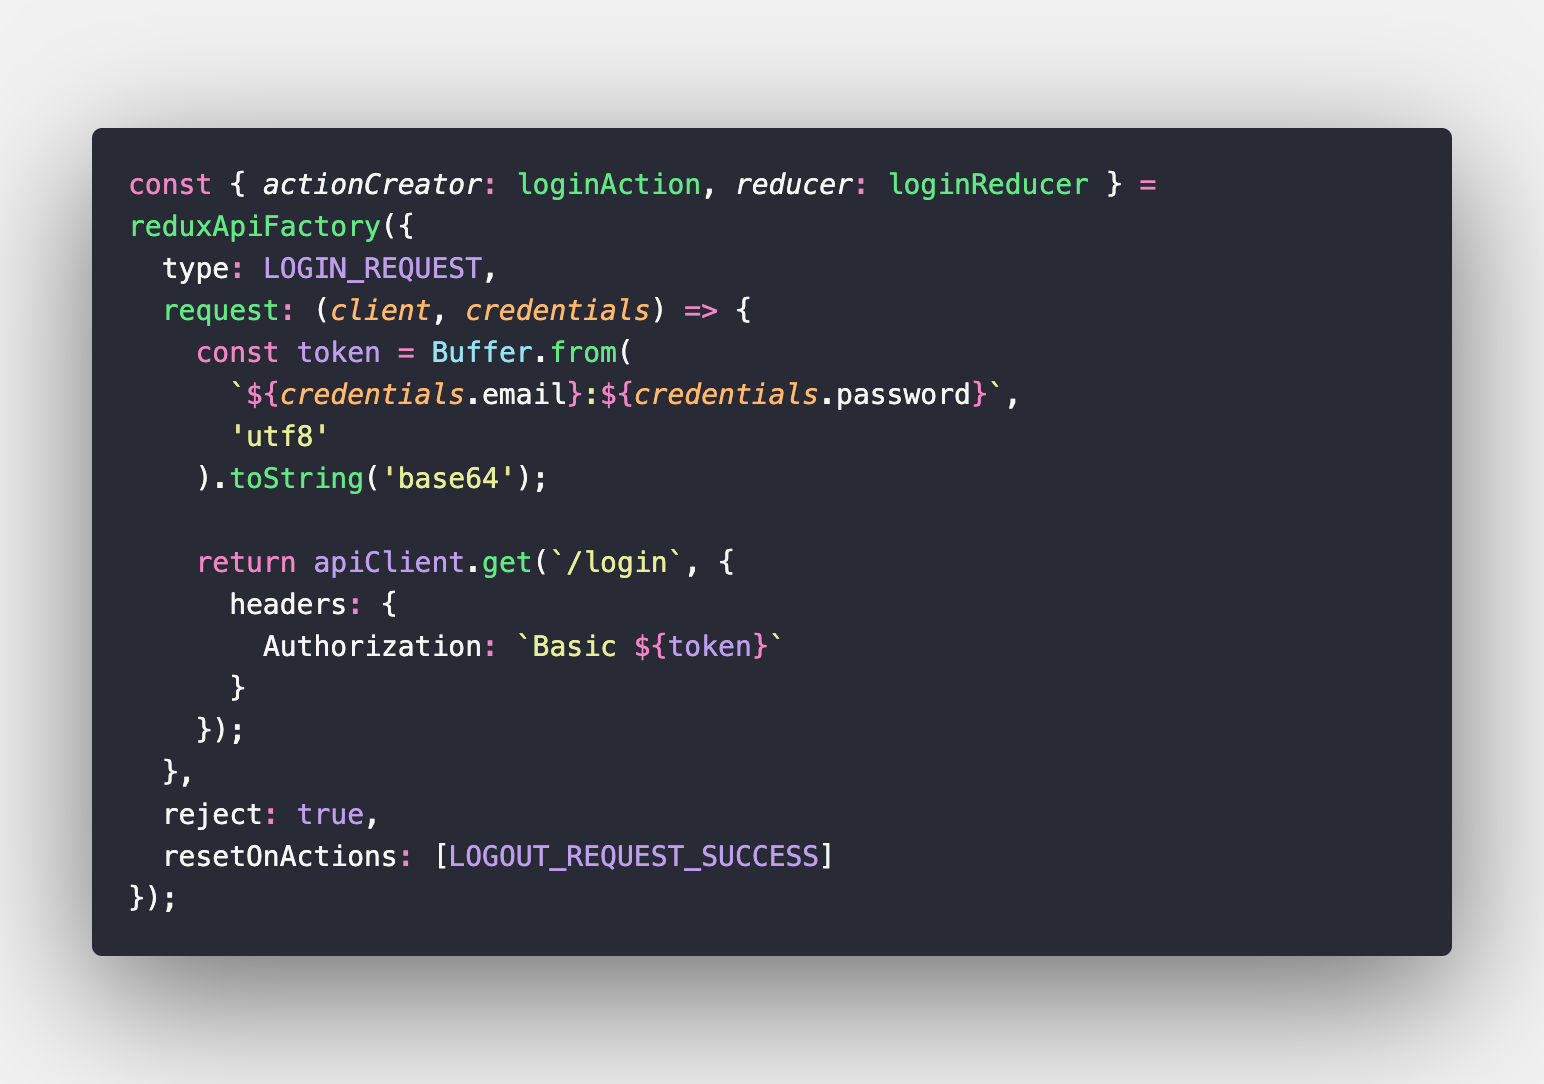 const { actionCreator: loginAction, reducer: loginReducer } =
reduxApiFactory({
  type: LOGIN_REQUEST,
  request: (client, credentials) => {
    const token = Buffer.from(
      `${credentials.email}:${credentials.password}`,
      'utf8'
    ).toString('base64');

    return apiClient.get(`/login`, {
      headers: {
        Authorization: `Basic ${token}`
      }
    });
  },
  reject: true,
  resetOnActions: [LOGOUT_REQUEST_SUCCESS]
});